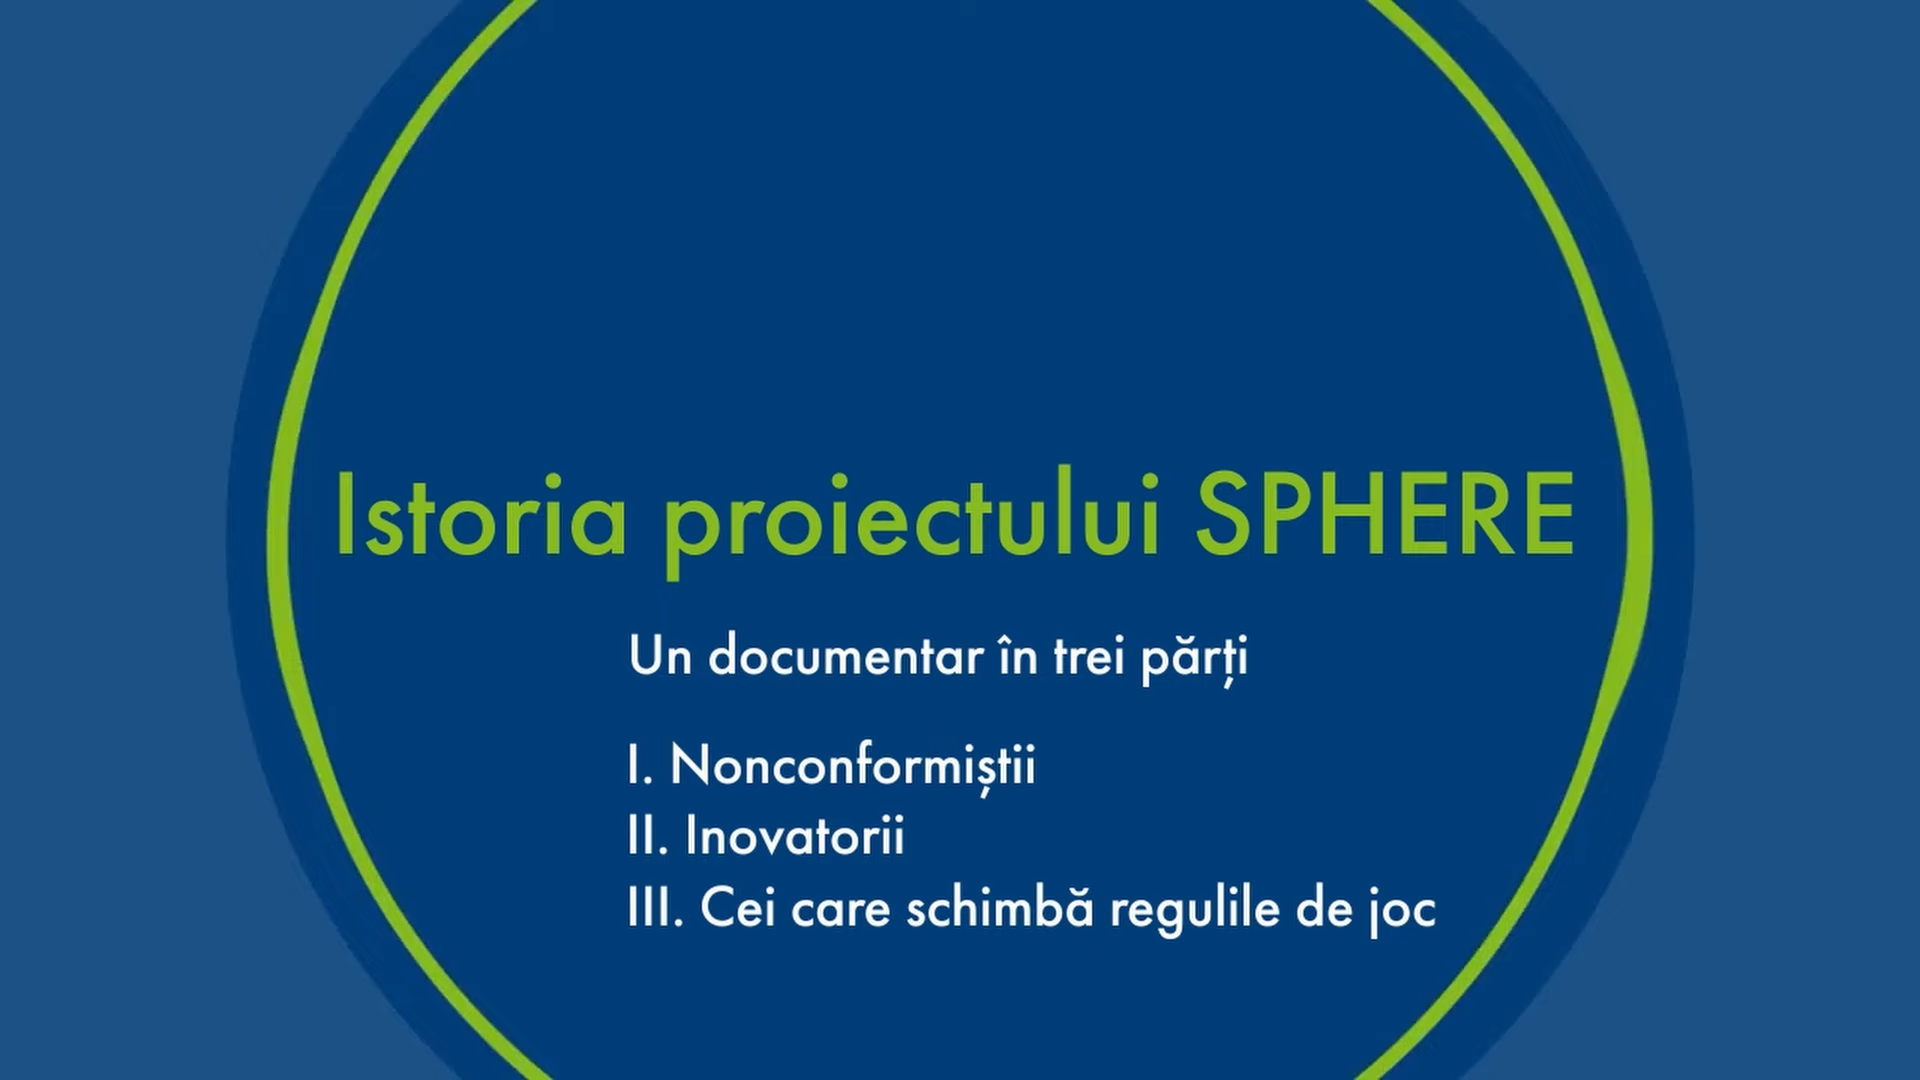 Istoria proiectului SPHERE
Un documentar în trei părți
I. Nonconformiștii
II. Inovatorii
III. Cei care schimbă regulile de joc